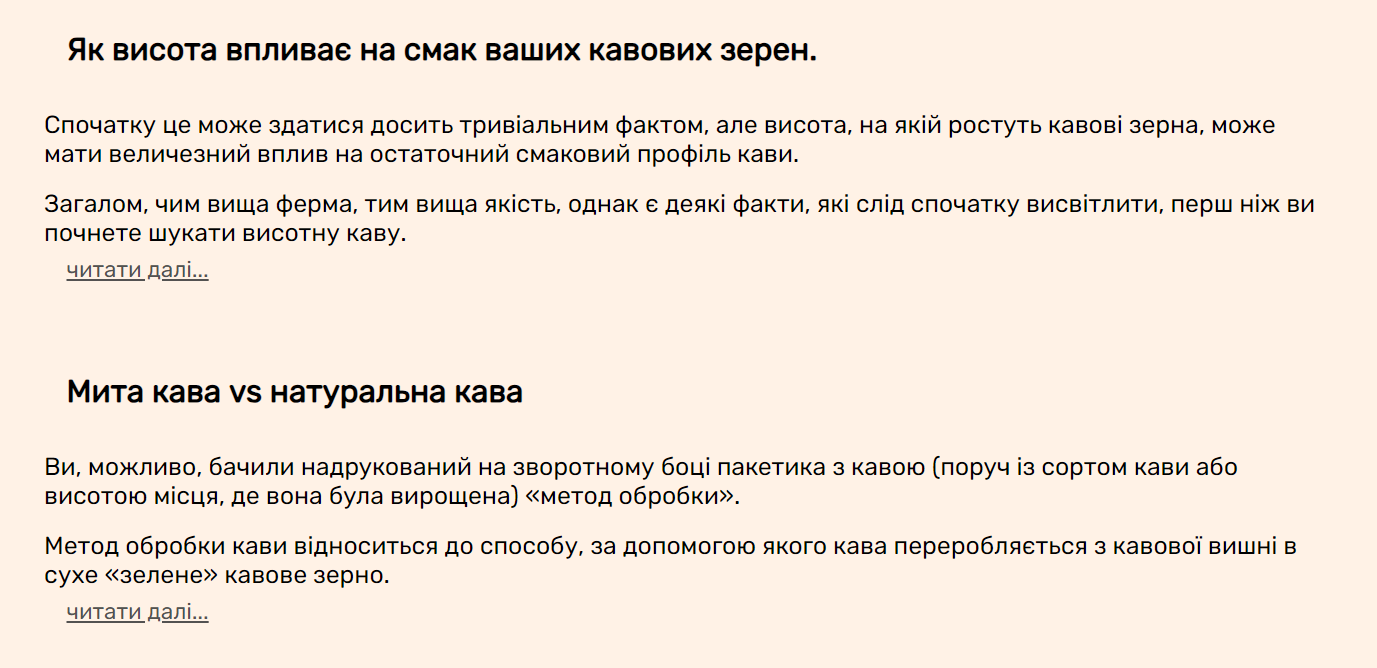 Як висота впливає на смак ваших кавових зерен.
Спочатку це може здатися досить тривіальним фактом, але висота, на якій ростуть кавові зерна, може
мати величезний вплив на остаточний смаковий профіль кави.
Загалом, чим вища ферма, тим вища якість, однак є деякі факти, які слід спочатку висвітлити, перш ніж ви
почнете шукати висотну каву.
читати далі...
Мита кава vs натуральна кава
Ви, можливо, бачили надрукований на зворотному боці пакетика з кавою (поруч із сортом кави або
висотою місця, де вона була вирощена) «метод обробки».
Метод обробки кави відноситься до способу, за допомогою якого кава переробляється з кавової вишні в
сухе «зелене» кавове зерно.
читати далі...